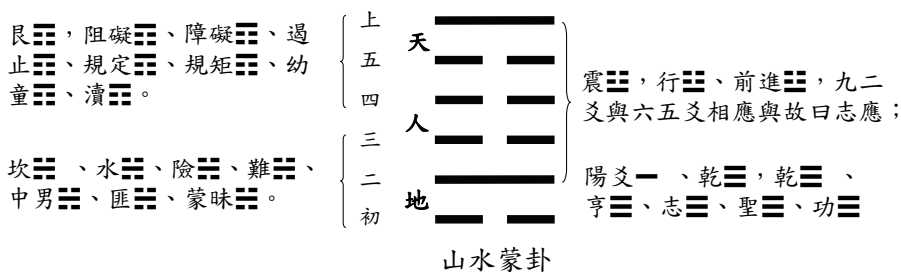 艮☶，阻礙☶、障礙☶、遏
止☶、規定☶、規矩☶、幼
童☶、瀆☶。
坎☵ 、水☵、險☵、難☵、
中男☵、匪☵、蒙昧☵。
上
五
四
三
二
初
天
人
地
震☳，行☳、前進☳，九二
爻與六五爻相應與故曰志應；
陽爻━ 、乾☰，乾☰ 、
亨☰、志☰、聖☰、功☰
山水蒙卦